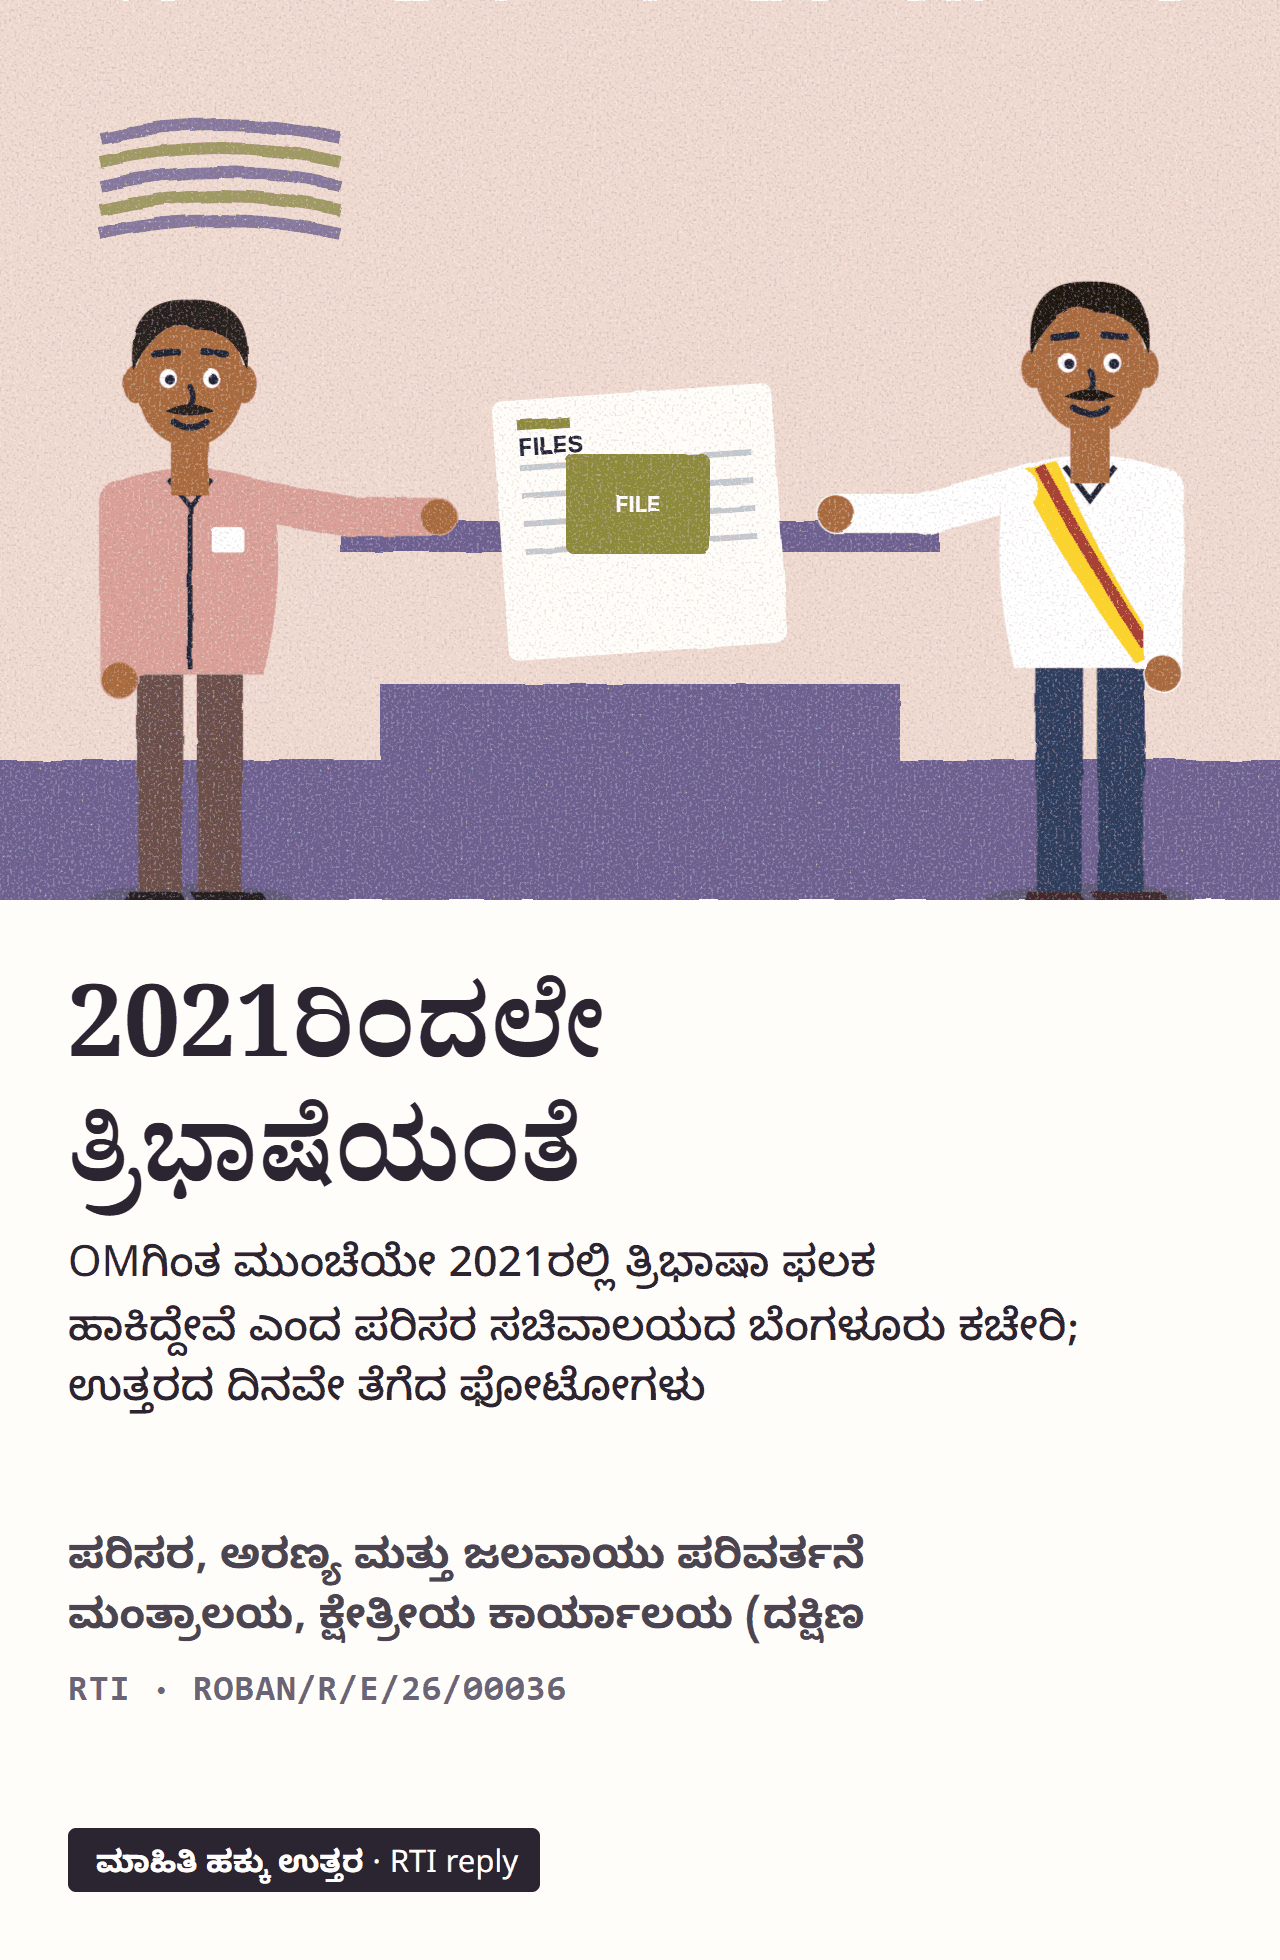 FILES
FILE
2021ರಿಂದಲೇ
ತ್ರಿಭಾಷೆಯಂತೆ
OMಗಿಂತ ಮುಂಚೆಯೇ 2021ರಲ್ಲಿ ತ್ರಿಭಾಷಾ ಫಲಕ
ಹಾಕಿದ್ದೇವೆ ಎಂದ ಪರಿಸರ ಸಚಿವಾಲಯದ ಬೆಂಗಳೂರು ಕಚೇರಿ;
ಉತ್ತರದ ದಿನವೇ ತೆಗೆದ ಫೋಟೋಗಳು
ಪರಿಸರ, ಅರಣ್ಯ ಮತ್ತು ಜಲವಾಯು ಪರಿವರ್ತನೆ
ಮಂತ್ರಾಲಯ, ಕ್ಷೇತ್ರೀಯ ಕಾರ್ಯಾಲಯ (ದಕ್ಷಿಣ
RTI · ROBAN/R/E/26/00036
ಮಾಹಿತಿ ಹಕ್ಕು ಉತ್ತರ · RTI reply